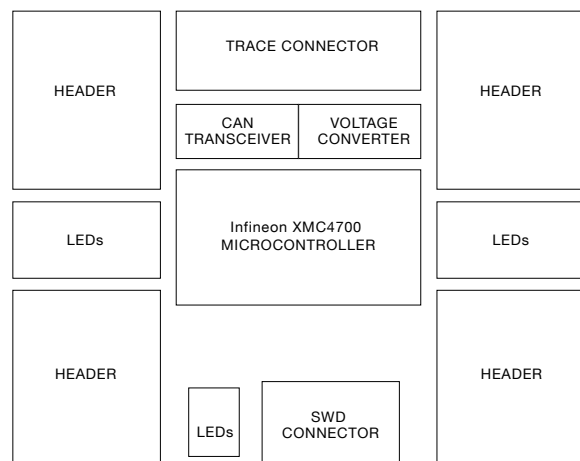 TRACE CONNECTOR
HEADER
HEADER
CAN
TRANSCEIVER
VOLTAGE
CONVERTER
LEDs
Infineon XMC4700
MICROCONTROLLER
LEDs
HEADER
HEADER
LEDs
SWD
CONNECTOR